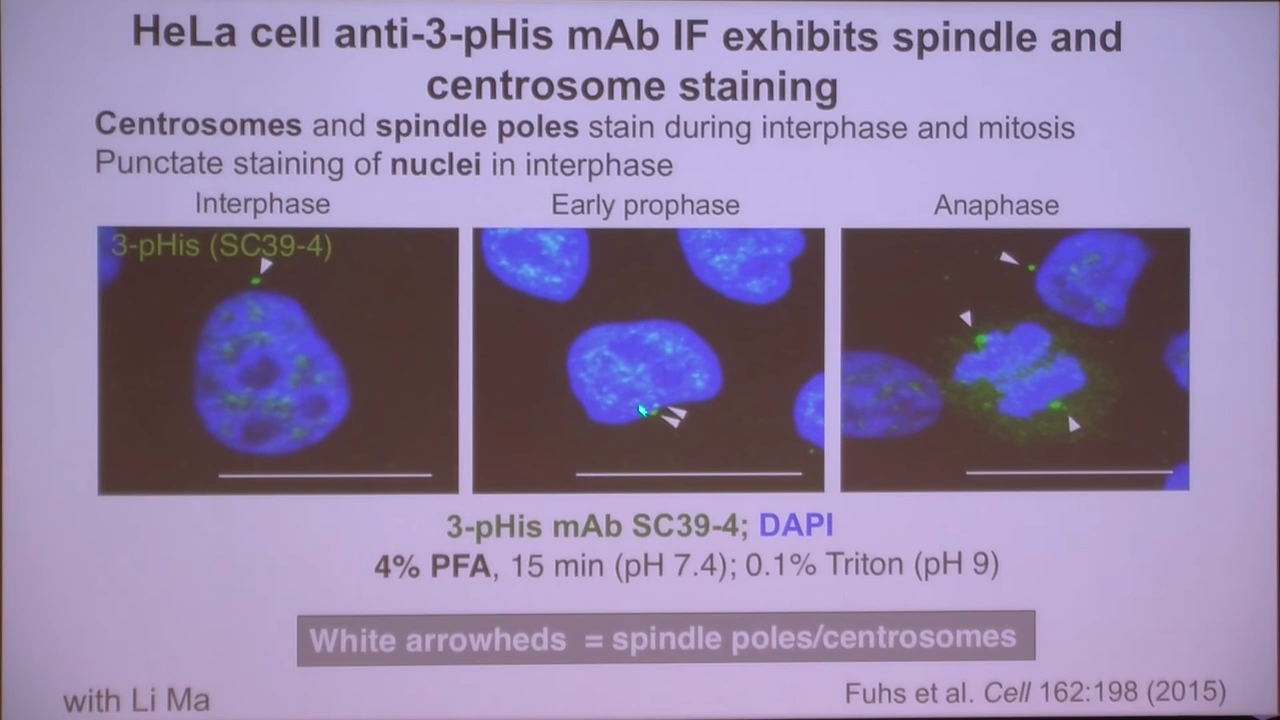 HeLa cell anti-3-pHis mAb IF exhibits spindle and
centrosome staining
Centrosomes and spindle poles stain during interphase and mitosis
Punctate staining of nuclei in interphase
Interphase
Early prophase
Anaphase
3-pHis (SC39-4)
3-pHis mAb SC39-4; DAPI
4% PFA, 15 min (pH 7.4); 0.1% Triton (pH 9)
White arrowheds = spindle poles/centrosomes
with Li Ma
Fuhs et al. Cell 162:198 (2015)